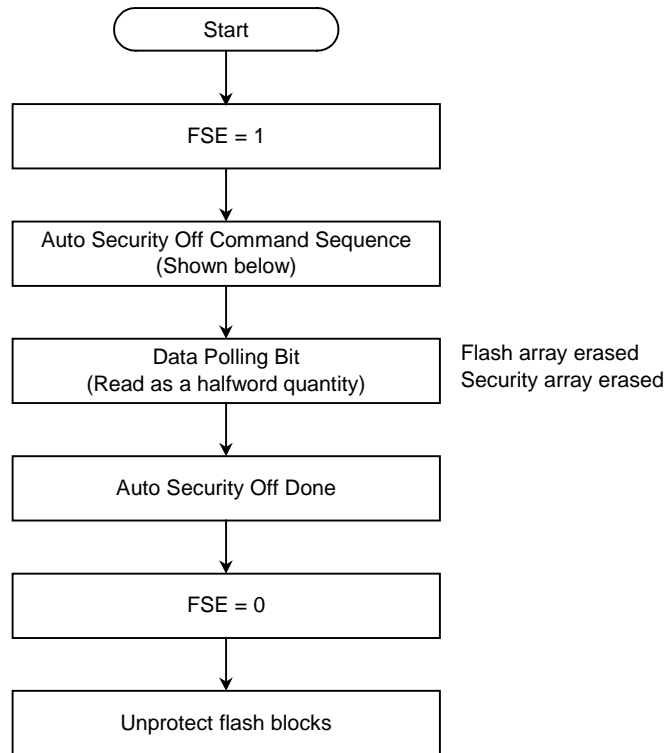 Start
FSE = 1
Auto Security Off Command Sequence
(Shown below)
Data Polling Bit
(Read as a halfword quantity)
Flash array erased
Security array erased
Auto Security Off Done
FSE = 0
Unprotect flash blocks